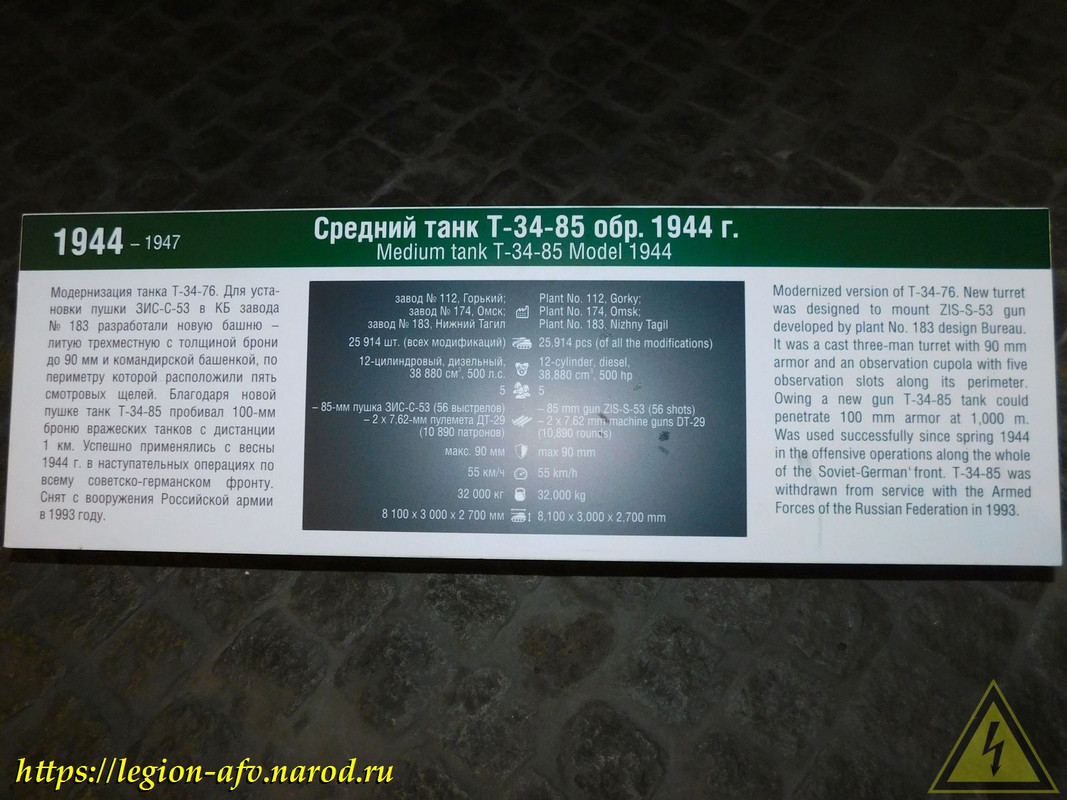 1944 – 1947
Средний танк Т-34-85 обр. 1944 г.
Medium tank T-34-85 Model 1944
Модернизация танка Т-34-76. Для уста-
новки пушки ЗИС-С-53 в КБ завода
№ 183 разработали новую башню –
литую трехместную с толщиной брони
до 90 мм и командирской башенкой, по
периметру которой расположили пять
смотровых щелей. Благодаря новой
пушке танк Т-34-85 пробивал 100-мм
броню вражеских танков с дистанции
1 км. Успешно применялись с весны
1944 г. в наступательных операциях по
всему советско-германскому фронту.
Снят с вооружения Российской армии
в 1993 году.
завод № 112, Горький;
завод № 174, Омск;
завод № 183, Нижний Тагил
25 914 шт. (всех модификаций)
12-цилиндровый, дизельный,
38 880 см³, 500 л.с.
5
– 85-мм пушка ЗИС-С-53 (56 выстрелов)
– 2 х 7,62-мм пулемета ДТ-29
(10 890 патронов)
макс. 90 мм
55 км/ч
32 000 кг
8 100 х 3 000 х 2 700 мм
Plant No. 112, Gorky;
Plant No. 174, Omsk;
Plant No. 183, Nizhny Tagil
25,914 pcs (of all the modifications)
12-cylinder, diesel,
38,880 cm³, 500 hp
5
– 85 mm gun ZIS-S-53 (56 shots)
– 2 x 7,62 mm machine guns DT-29
(10,890 rounds)
max 90 mm
55 km/h
32,000 kg
8,100 x 3,000 x 2,700 mm
Modernized version of T-34-76. New turret
was designed to mount ZIS-S-53 gun
developed by plant No. 183 design Bureau.
It was a cast three-man turret with 90 mm
armor and an observation cupola with five
observation slots along its perimeter.
Owing a new gun T-34-85 tank could
penetrate 100 mm armor at 1,000 m.
Was used successfully since spring 1944
in the offensive operations along the whole
of the Soviet-German front. T-34-85 was
withdrawn from service with the Armed
Forces of the Russian Federation in 1993.
https://legion-afv.narod.ru